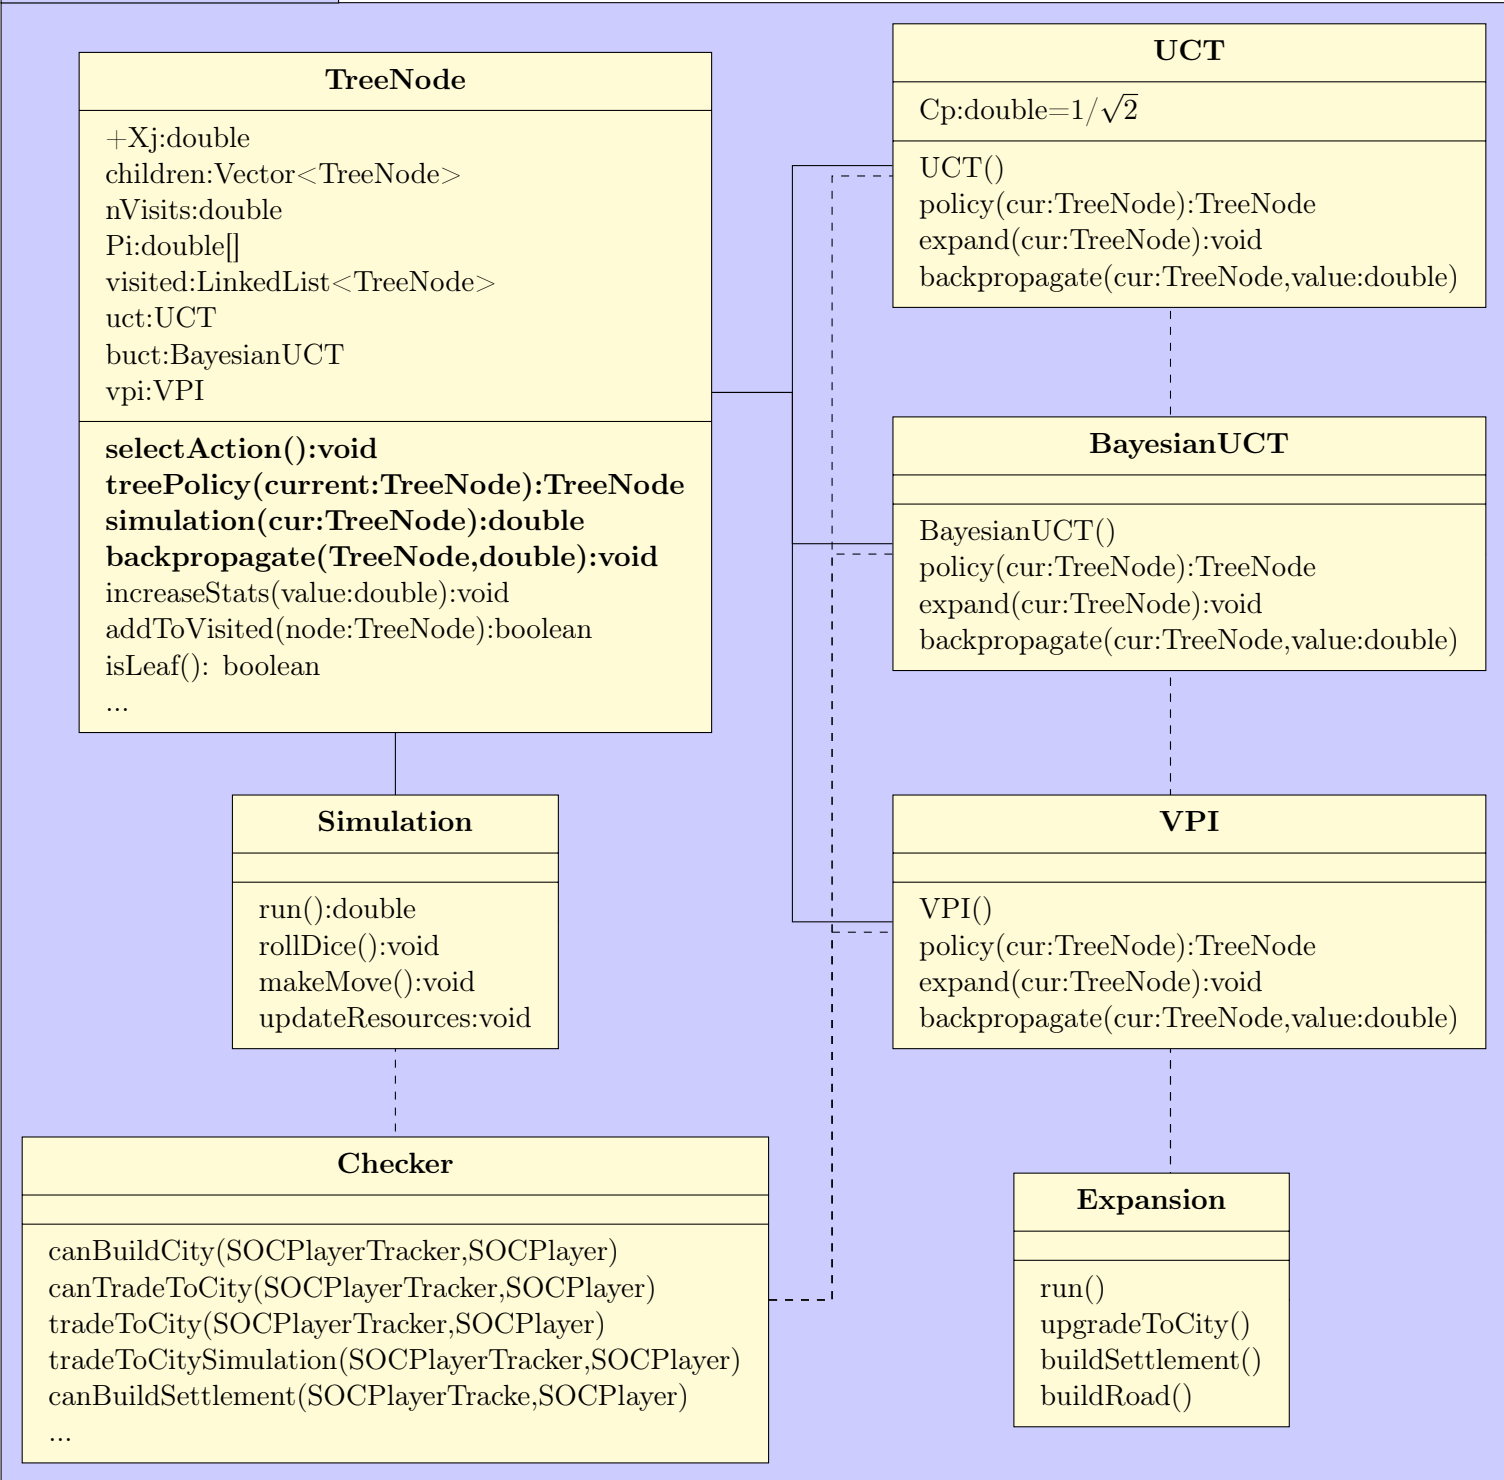 TreeNode
+Xj:double
children:Vector<TreeNode>
nVisits:double
Pi:double[]
visited:LinkedList<TreeNode>
uct:UCT
buct:BayesianUCT
vpi:VPI
selectAction():void
treePolicy(current:TreeNode):TreeNode
simulation(cur:TreeNode):double
backpropagate(TreeNode,double):void
increaseStats(value:double):void
addToVisited(node:TreeNode):boolean
isLeaf(): boolean
...
UCT
Cp:double=1/√2
UCT()
policy(cur:TreeNode):TreeNode
expand(cur:TreeNode):void
backpropagate(cur:TreeNode,value:double)
BayesianUCT
BayesianUCT()
policy(cur:TreeNode):TreeNode
expand(cur:TreeNode):void
backpropagate(cur:TreeNode,value:double)
Simulation
run():double
rollDice():void
makeMove():void
updateResources:void
VPI
VPI()
policy(cur:TreeNode):TreeNode
expand(cur:TreeNode):void
backpropagate(cur:TreeNode,value:double)
Checker
canBuildCity(SOCPlayerTracker,SOCPlayer)
canTradeToCity(SOCPlayerTracker,SOCPlayer)
tradeToCity(SOCPlayerTracker,SOCPlayer)
tradeToCitySimulation(SOCPlayerTracker,SOCPlayer)
canBuildSettlement(SOCPlayerTracke,SOCPlayer)
...
Expansion
run()
upgradeToCity()
buildSettlement()
buildRoad()